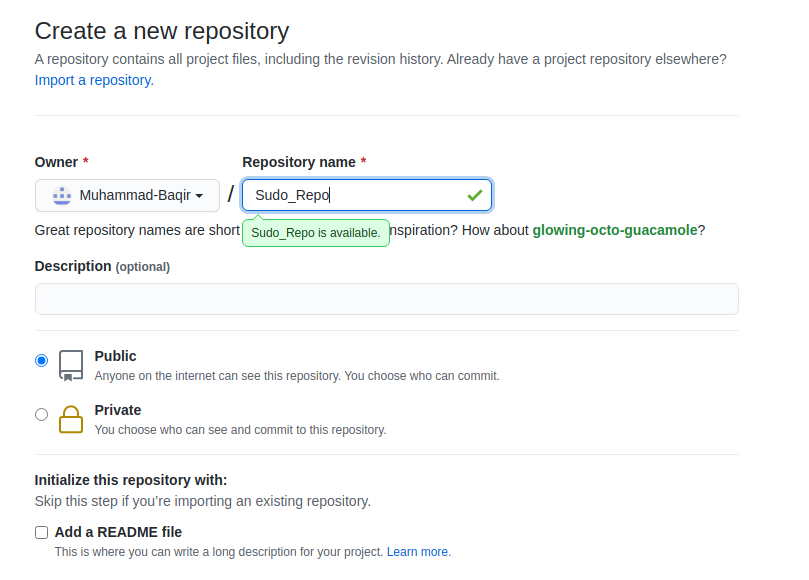 Create a new repository
A repository contains all project files, including the revision history. Already have a project repository elsewhere?
Import a repository.
Owner * Repository name *
Muhammad-Baqir / Sudo_Repo
Great repository names are short nspiration? How about glowing-octo-guacamole?
Sudo_Repo is available.
Description (optional)
Public
Anyone on the internet can see this repository. You choose who can commit.
Private
You choose who can see and commit to this repository.
Initialize this repository with:
Skip this step if you’re importing an existing repository.
Add a README file
This is where you can write a long description for your project. Learn more.